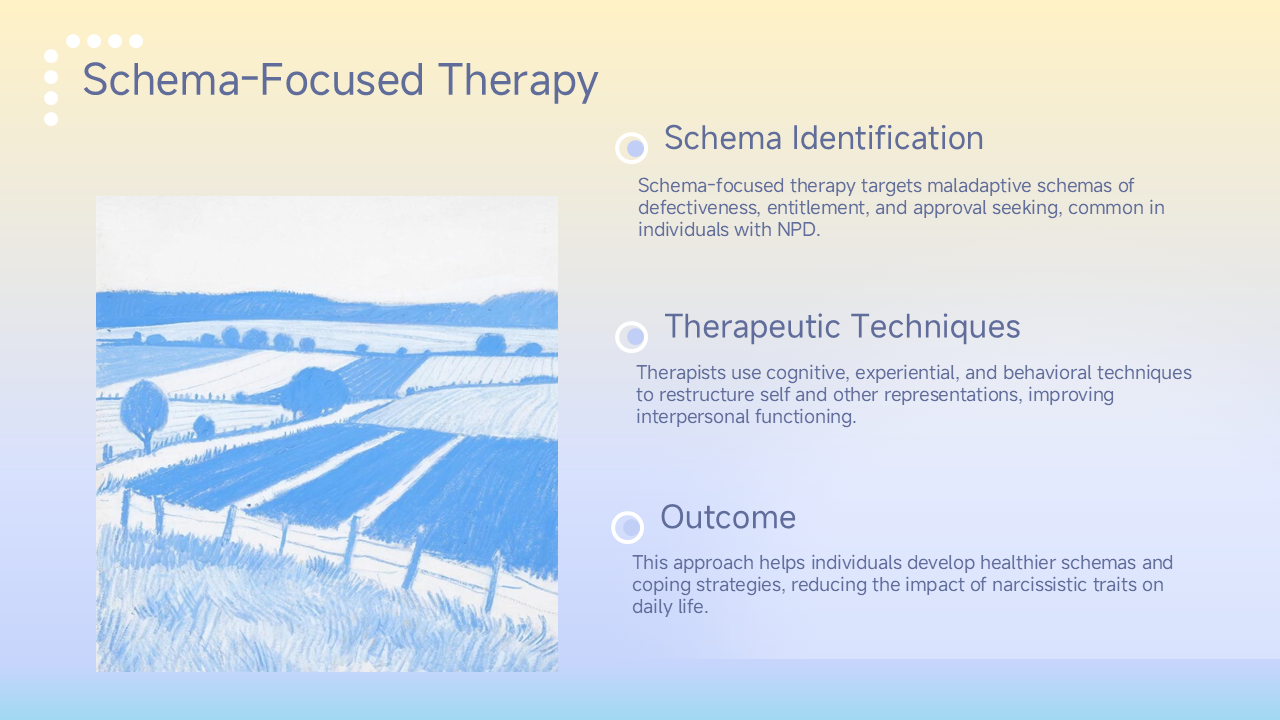 Schema-Focused Therapy
Schema Identification
Schema-focused therapy targets maladaptive schemas of
defectiveness, entitlement, and approval seeking, common in
individuals with NPD.
Therapeutic Techniques
Therapists use cognitive, experiential, and behavioral techniques
to restructure self and other representations, improving
interpersonal functioning.
Outcome
This approach helps individuals develop healthier schemas and
coping strategies, reducing the impact of narcissistic traits on
daily life.